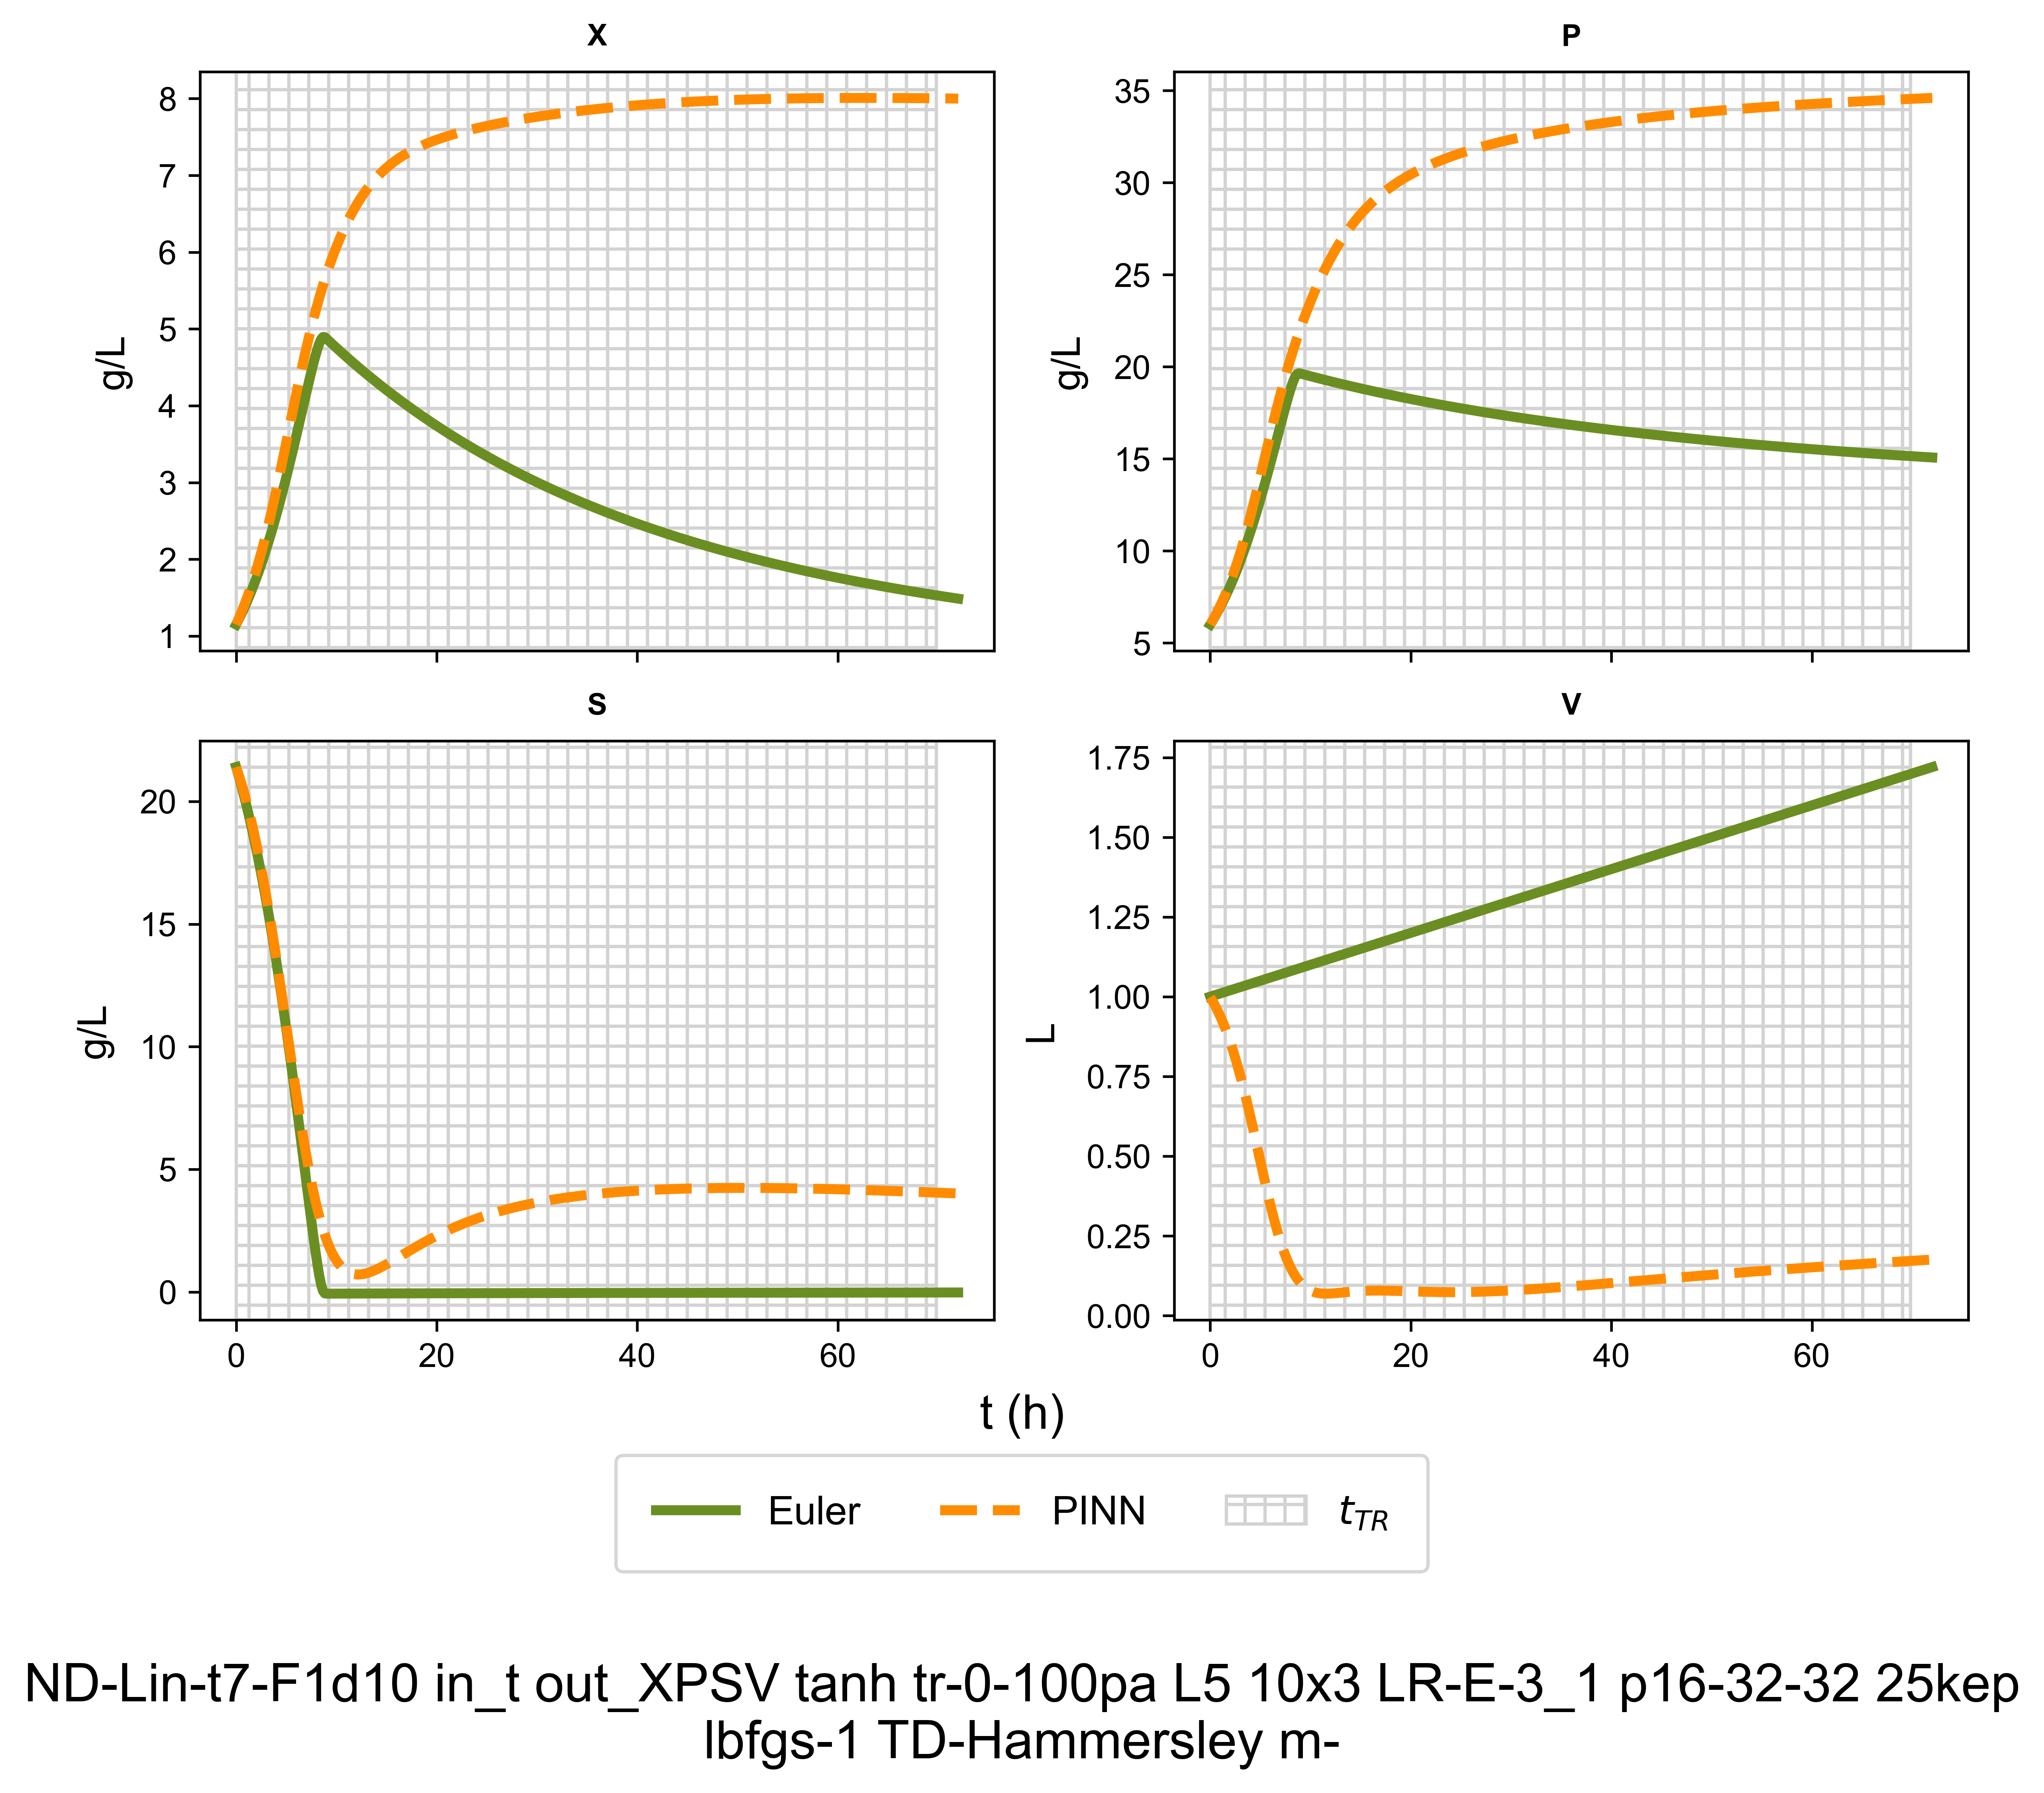 X
P
8
7
6
5
4
3
2
1
g/L
35
30
25
20
15
10
5
g/L
S
V
20
15
10
5
0
g/L
0 20 40 60
1.75
1.50
1.25
1.00
0.75
0.50
0.25
0.00
L
0 20 40 60
t (h)
Euler PINN t_TR
ND-Lin-t7-F1d10 in_t out_XPSV tanh tr-0-100pa L5 10x3 LR-E-3_1 p16-32-32 25kep
lbfgs-1 TD-Hammersley m-